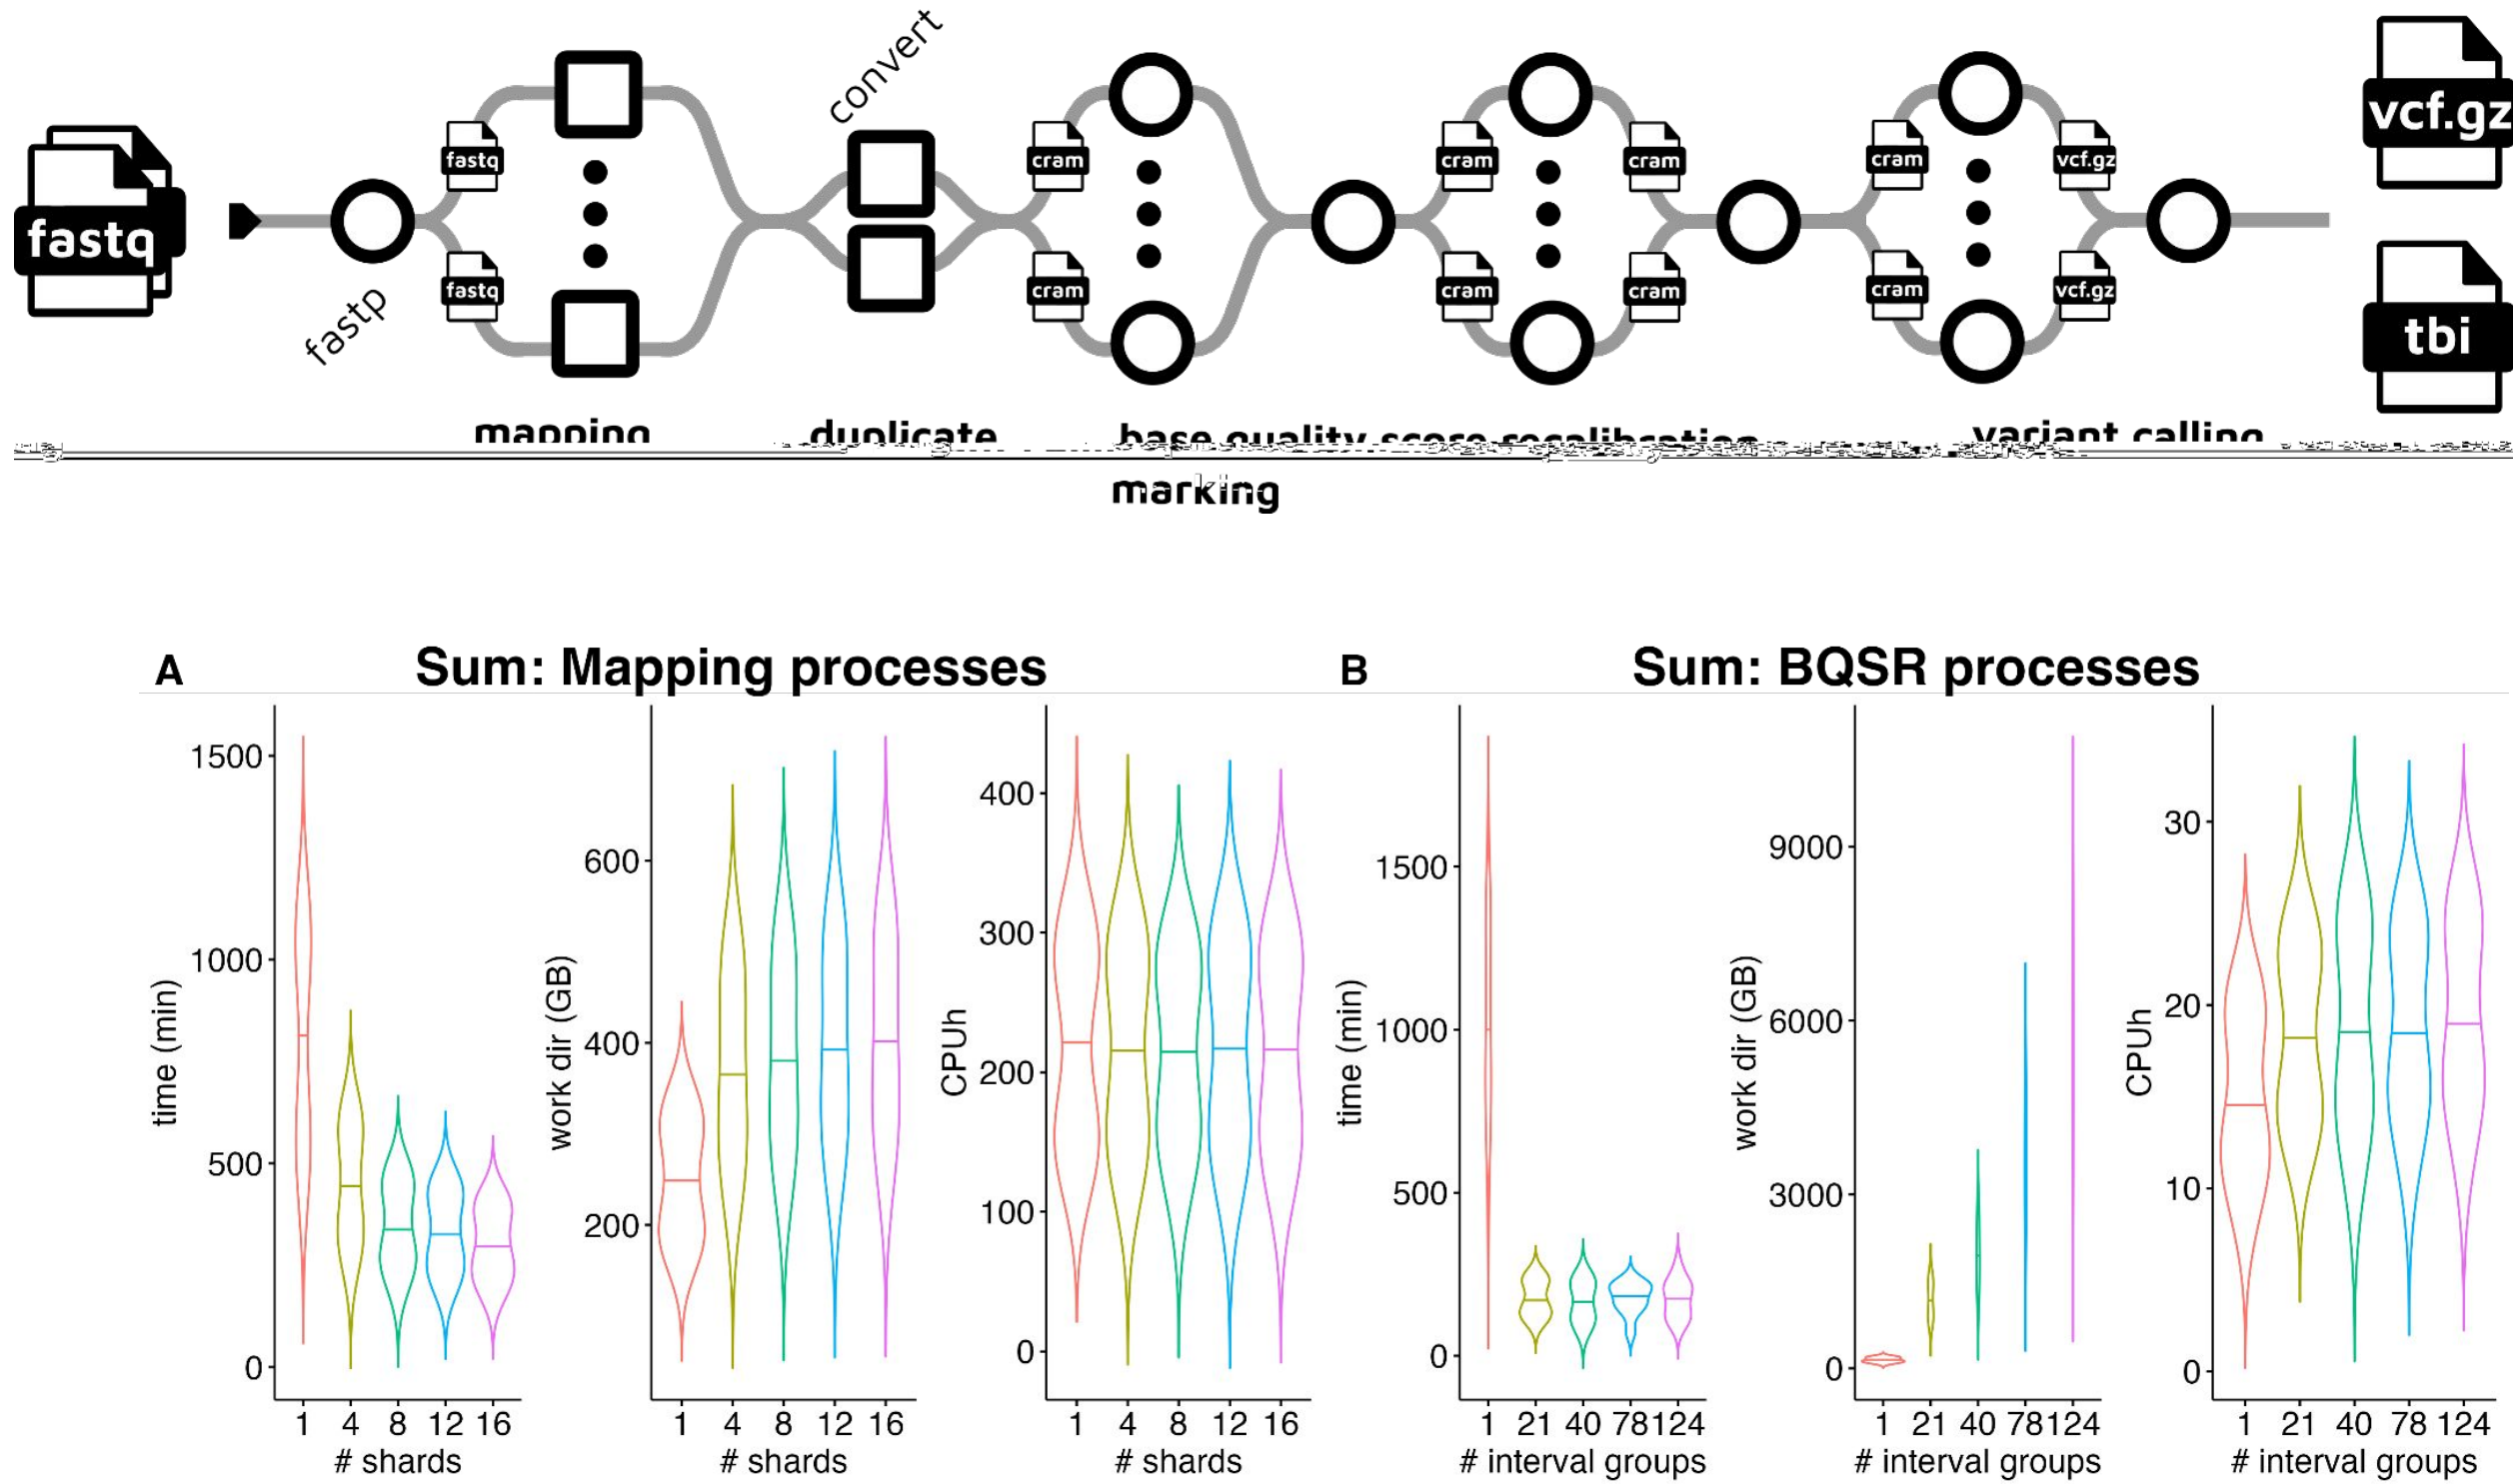 convert
vcf.gz
fastq
fastq
cram
cram
cram
cram
vcf.gz
fastp
fastq
cram
cram
cram
cram
vcf.gz
tbi
mapping
duplicate
base quality score recalibration
variant calling
marking
A
Sum: Mapping processes
B
Sum: BQSR processes
time (min)
1500
1000
500
0
1 4 8 12 16
# shards
work dir (GB)
600
400
200
1 4 8 12 16
# shards
CPUh
400
300
200
100
0
1 4 8 12 16
# shards
time (min)
1500
1000
500
0
1 21 40 78 124
# interval groups
work dir (GB)
9000
6000
3000
0
1 21 40 78 124
# interval groups
CPUh
30
20
10
0
1 21 40 78 124
# interval groups